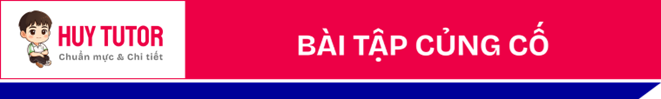 HUY TUTOR
Chuẩn mực & Chi tiết
BÀI TẬP CỦNG CỐ